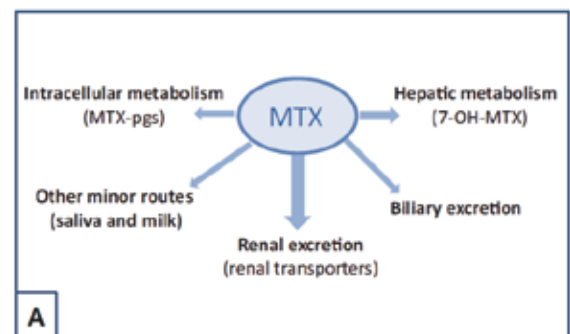 Intracellular metabolism
(MTX-pgs)
MTX
Hepatic metabolism
(7-OH-MTX)
Other minor routes
(saliva and milk)
Biliary excretion
Renal excretion
(renal transporters)
A